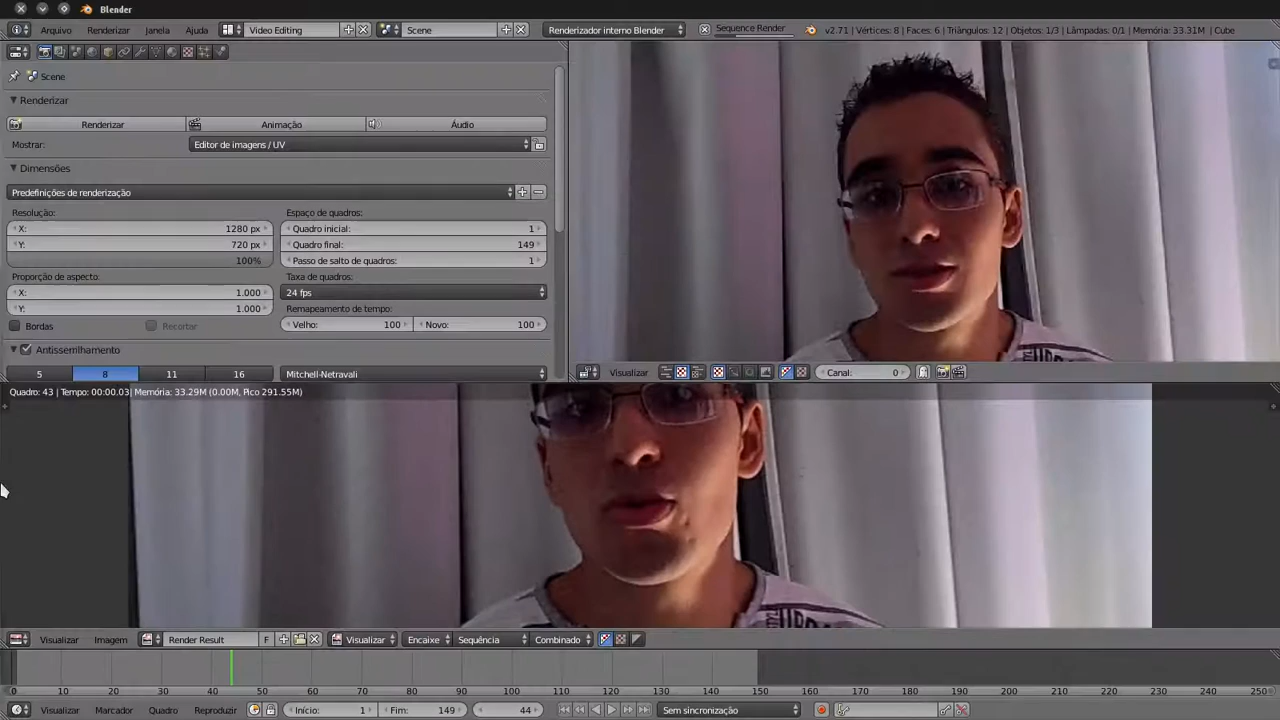 Blender
Arquivo Renderizar Janela Ajuda Video Editing Scene Renderizador interno Blender Sequence Render v2.71 | Vértices: 8 | Faces: 6 | Triângulos: 12 | Objetos: 1/3 | Lâmpadas: 0/1 | Memória: 33.31M | Cube
Scene
Renderizar
Renderizar Animação Áudio
Mostrar: Editor de imagens / UV
Dimensões
Predefinições de renderização
Resolução: Espaço de quadros:
X: 1280 px Quadro inicial: 1
Y: 720 px Quadro final: 149
100% Passo de salto de quadros: 1
Proporção de aspecto: Taxa de quadros:
X: 1.000 24 fps
Y: 1.000 Remapeamento de tempo:
Bordas Recortar Velho: 100 Novo: 100
Antisserrilhamento
5 8 11 16 Mitchell-Netravali
Visualizar Canal: 0
Quadro: 43 | Tempo: 00:00.03| Memória: 33.29M (0.00M, Pico 291.55M)
Visualizar Imagem Render Result F Visualizar Encaixe Sequência Combinado
0 10 20 30 40 50 60 70 80 90 100 110 120 130 140 150 160 170 180 190 200 210 220 230 240 250
Visualizar Marcador Quadro Reproduzir Início: 1 Fim: 149 44 Sem sincronização